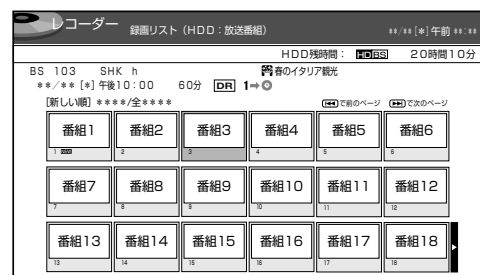 レコーダー 録画リスト（HDD：放送番組） **/**[*]午前 **:**
HDD残時間： HD BS 20時間10分
BS 103 SHK h 春のイタリア観光
**/** [*] 午後10:00 60分 DR 1⇒
[新しい順] ****/全**** で前のページ で次のページ
番組1 番組2 番組3 番組4 番組5 番組6
1 NEW 2 3 4 5 6
番組7 番組8 番組9 番組10 番組11 番組12
7 8 9 10 11 12
番組13 番組14 番組15 番組16 番組17 番組18
13 14 15 16 17 18